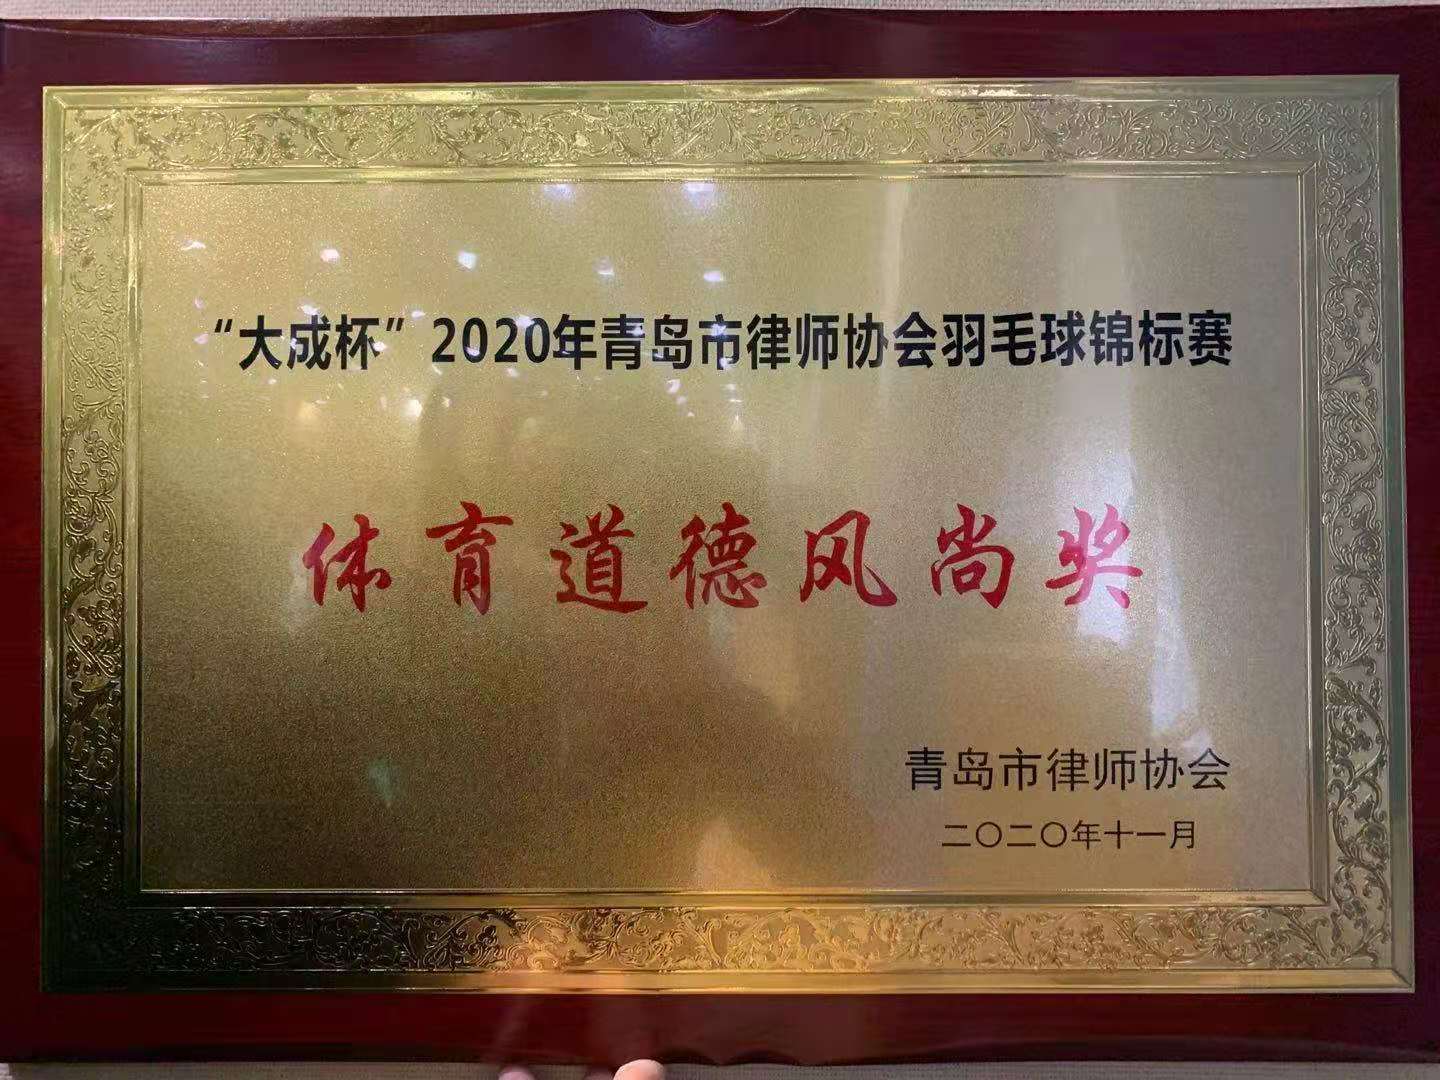 “大成杯”2020年青岛市律师协会羽毛球锦标赛
体育道德风尚奖
青岛市律师协会
二〇二〇年十一月